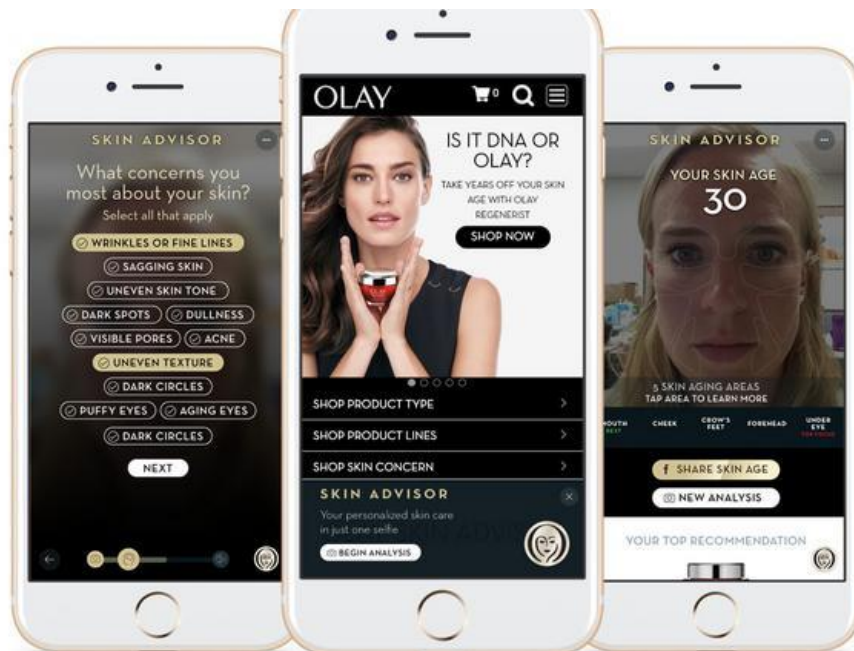 SKIN ADVISOR
What concerns you
most about your skin?
Select all that apply
WRINKLES OR FINE LINES
SAGGING SKIN
UNEVEN SKIN TONE
DARK SPOTS
DULLNESS
VISIBLE PORES
ACNE
UNEVEN TEXTURE
DARK CIRCLES
PUFFY EYES
AGING EYES
DARK CIRCLES
NEXT
OLAY
0
IS IT DNA OR
OLAY?
TAKE YEARS OFF YOUR SKIN
AGE WITH OLAY
REGENERIST
SHOP NOW
SHOP PRODUCT TYPE
SHOP PRODUCT LINES
SHOP SKIN CONCERN
SKIN ADVISOR
Your personalized skin care
in just one selfie
BEGIN ANALYSIS
SKIN ADVISOR
YOUR SKIN AGE
30
5 SKIN AGING AREAS
TAP AREA TO LEARN MORE
MOUTH
BEST
CHEEK
CROW'S
FEET
FOREHEAD
UNDER
EYE
f SHARE SKIN AGE
NEW ANALYSIS
YOUR TOP RECOMMENDATION